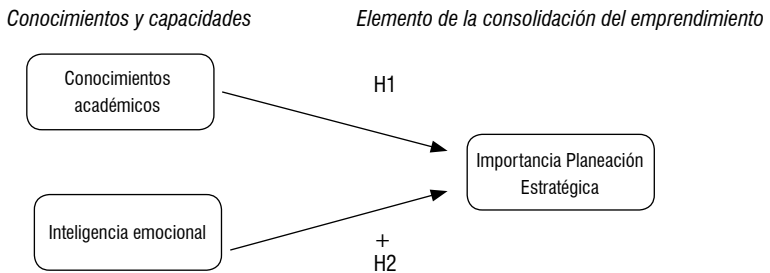 Conocimientos y capacidades
Elemento de la consolidación del emprendimiento
Conocimientos
académicos
H1
Importancia Planeación
Estratégica
Inteligencia emocional
+
H2